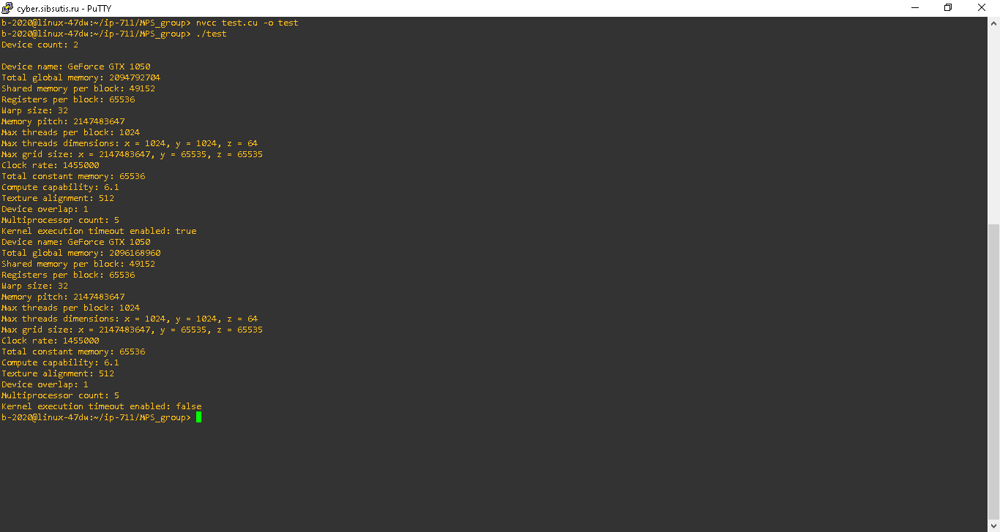 cyber.sibsutis.ru - PuTTY
b-2020@linux-47dw:~/ip-711/MPS_group> nvcc test.cu -o test
b-2020@linux-47dw:~/ip-711/MPS_group> ./test
Device count: 2
Device name: GeForce GTX 1050
Total global memory: 2094792704
Shared memory per block: 49152
Registers per block: 65536
Warp size: 32
Memory pitch: 2147483647
Max threads per block: 1024
Max threads dimensions: x = 1024, y = 1024, z = 64
Max grid size: x = 2147483647, y = 65535, z = 65535
Clock rate: 1455000
Total constant memory: 65536
Compute capability: 6.1
Texture alignment: 512
Device overlap: 1
Multiprocessor count: 5
Kernel execution timeout enabled: true
Device name: GeForce GTX 1050
Total global memory: 2096168960
Shared memory per block: 49152
Registers per block: 65536
Warp size: 32
Memory pitch: 2147483647
Max threads per block: 1024
Max threads dimensions: x = 1024, y = 1024, z = 64
Max grid size: x = 2147483647, y = 65535, z = 65535
Clock rate: 1455000
Total constant memory: 65536
Compute capability: 6.1
Texture alignment: 512
Device overlap: 1
Multiprocessor count: 5
Kernel execution timeout enabled: false
b-2020@linux-47dw:~/ip-711/MPS_group>